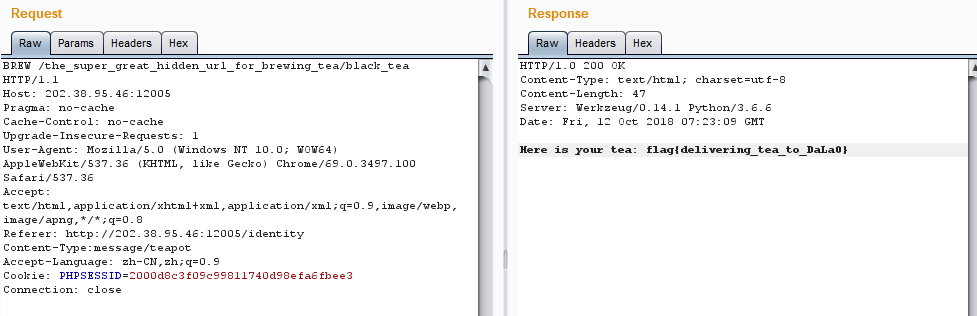 Request
Raw Params Headers Hex
BREW /the_super_great_hidden_url_for_brewing_tea/black_tea
HTTP/1.1
Host: 202.38.95.46:12005
Pragma: no-cache
Cache-Control: no-cache
Upgrade-Insecure-Requests: 1
User-Agent: Mozilla/5.0 (Windows NT 10.0; WOW64)
AppleWebKit/537.36 (KHTML, like Gecko) Chrome/69.0.3497.100
Safari/537.36
Accept:
text/html,application/xhtml+xml,application/xml;q=0.9,image/webp,
image/apng,*/*;q=0.8
Referer: http://202.38.95.46:12005/identity
Content-Type:message/teapot
Accept-Language: zh-CN,zh;q=0.9
Cookie: PHPSESSID=2000d8c3f09c99811740d98efa6fbee3
Connection: close
Response
Raw Headers Hex
HTTP/1.0 200 OK
Content-Type: text/html; charset=utf-8
Content-Length: 47
Server: Werkzeug/0.14.1 Python/3.6.6
Date: Fri, 12 Oct 2018 07:23:09 GMT
Here is your tea: flag{delivering_tea_to_DaLa0}